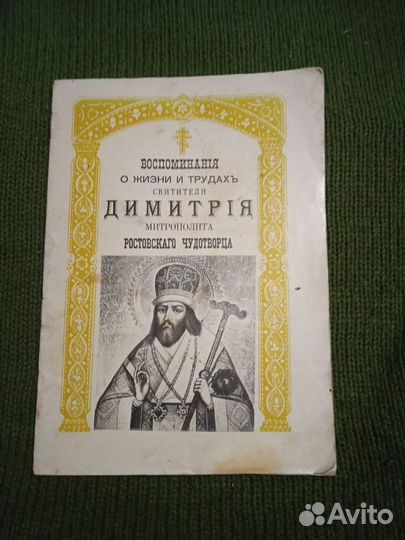 ВОСПОМИНАНІЯ
О ЖИЗНИ И ТРУДАХЪ
СВЯТИТЕЛЯ
ДИМИТРІЯ
МИТРОПОЛИТА
РОСТОВСКАГО ЧУДОТВОРЦА
Avito